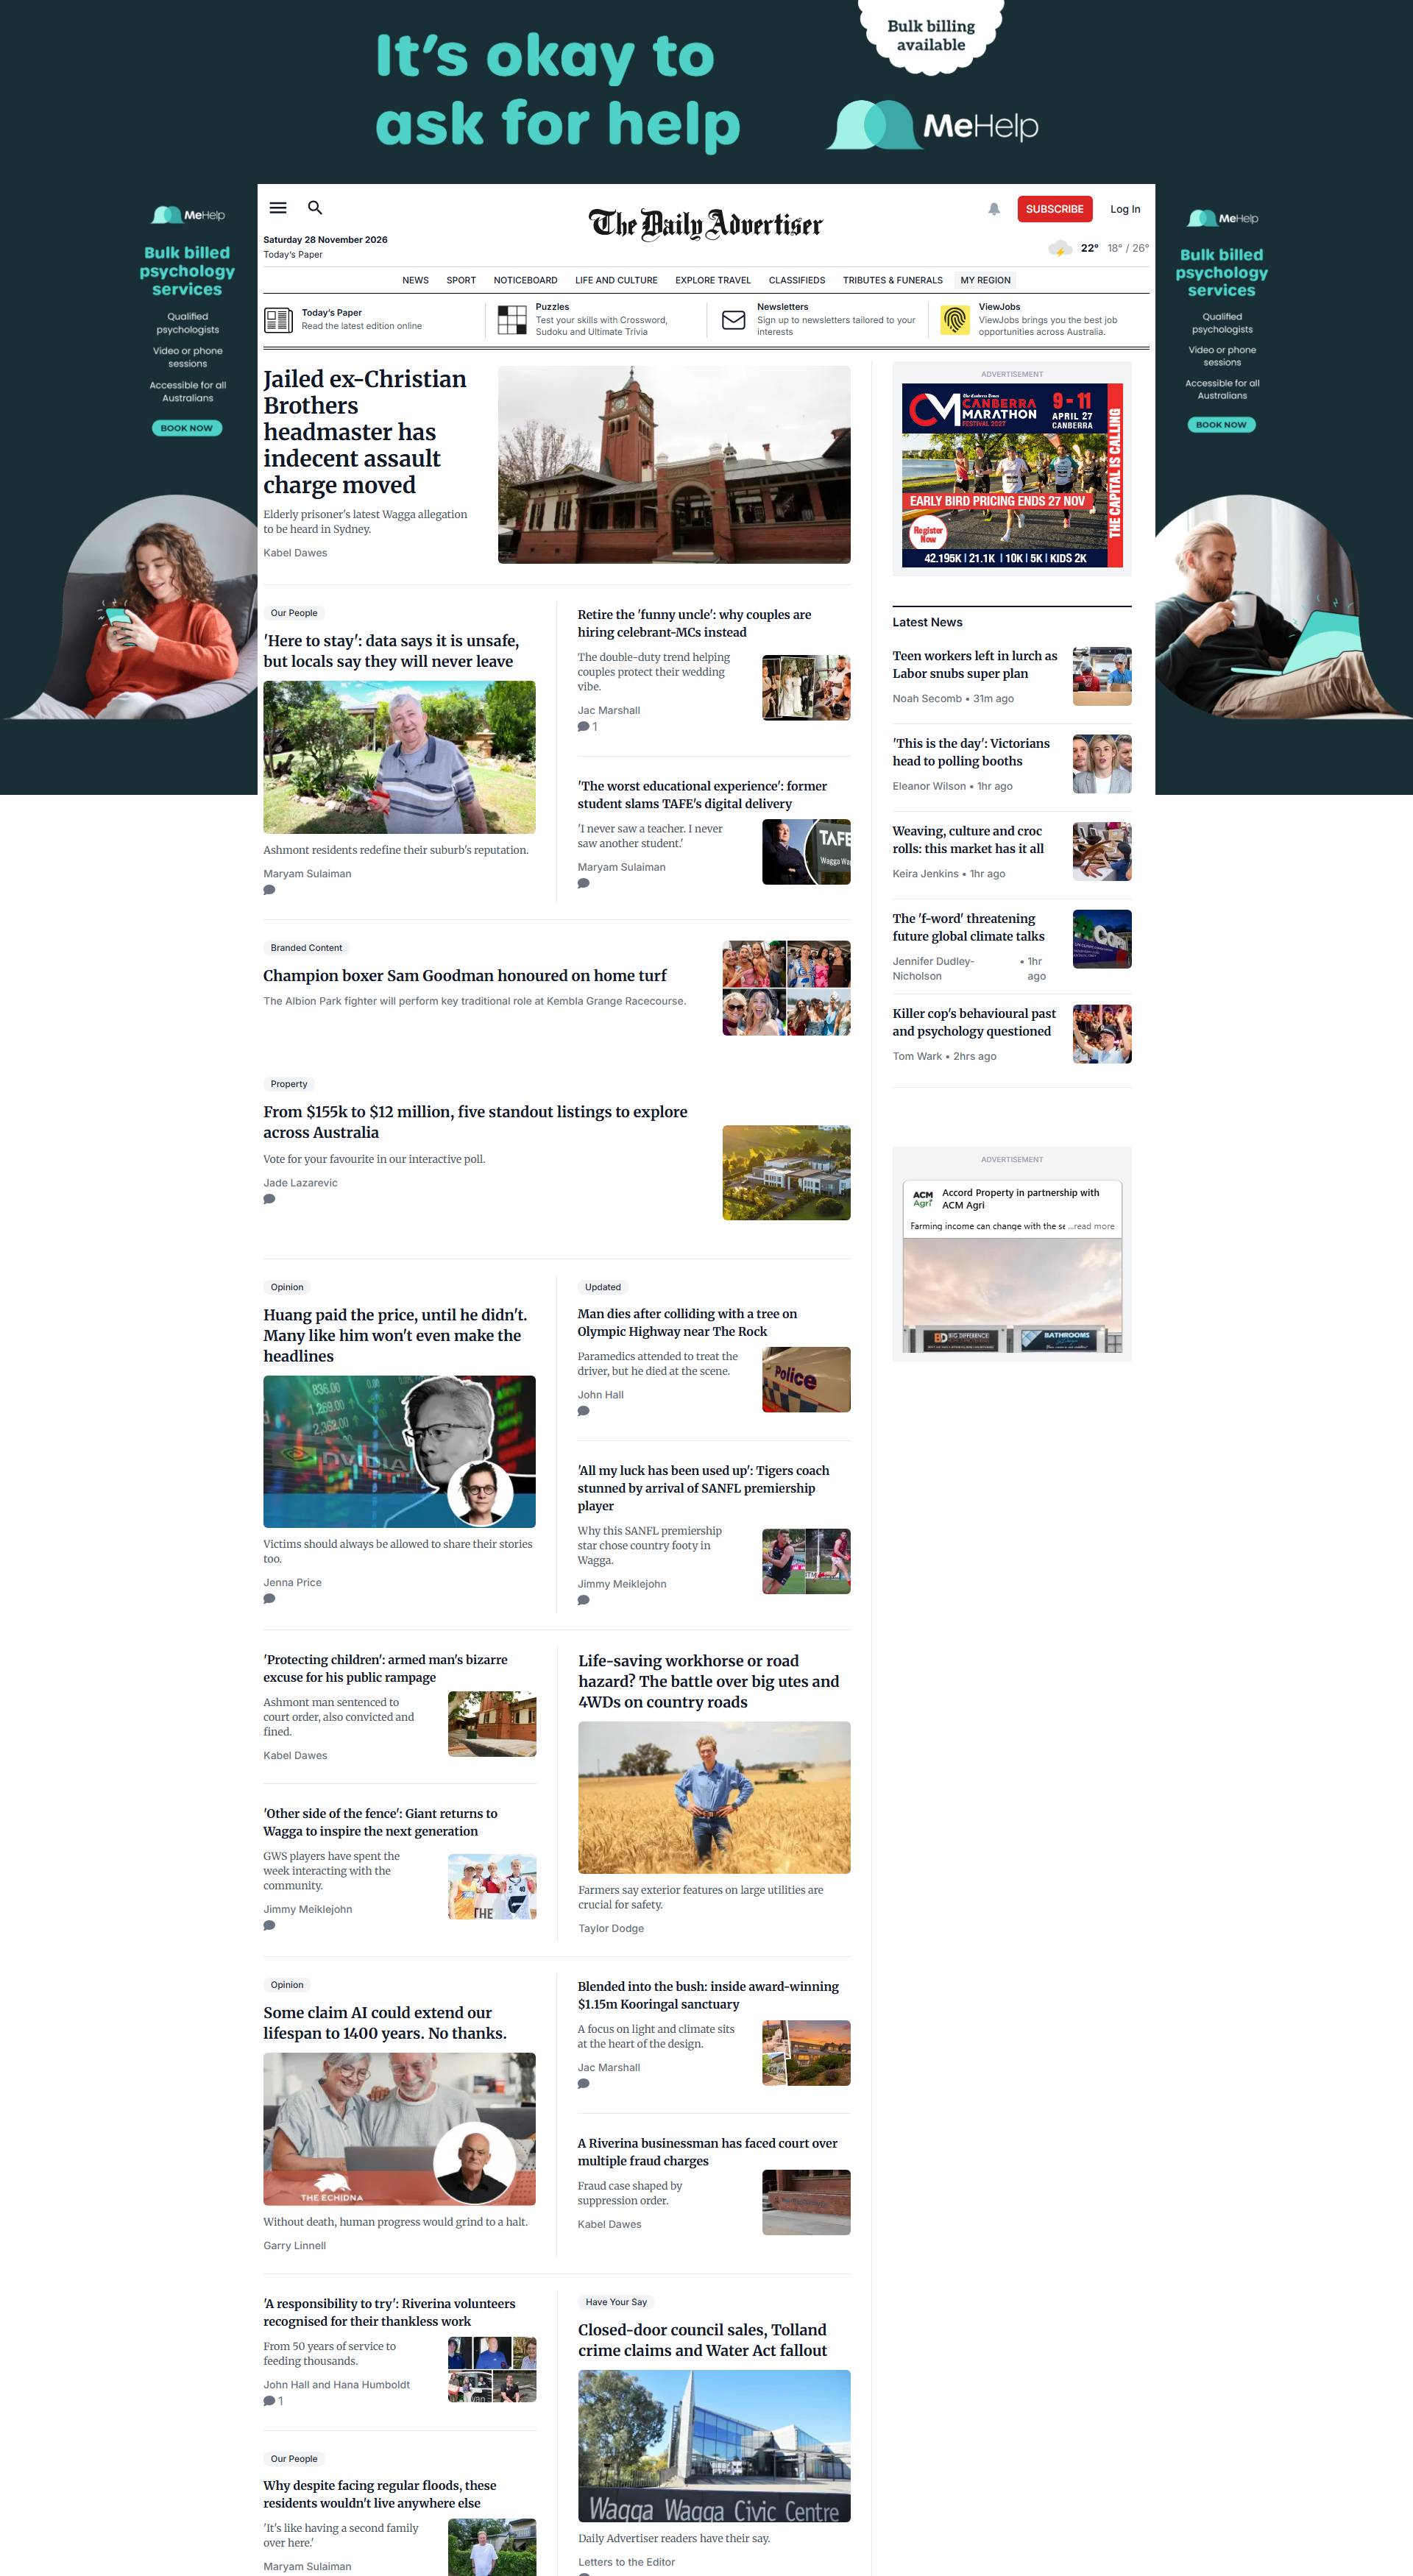 It's okay to
ask for help
Bulk billing
available
MeHelp
MeHelp
Bulk billed
psychology
services
Qualified
psychologists
Video or phone
sessions
Accessible for all
Australians
BOOK NOW
SUBSCRIBE
Log In
The Daily Advertiser
Saturday 28 November 2026
Today's Paper
22° 18° / 26°
NEWS SPORT NOTICEBOARD LIFE AND CULTURE EXPLORE TRAVEL CLASSIFIEDS TRIBUTES & FUNERALS MY REGION
Today's Paper
Read the latest edition online
Puzzles
Test your skills with Crossword,
Sudoku and Ultimate Trivia
Newsletters
Sign up to newsletters tailored to your
interests
ViewJobs
ViewJobs brings you the best job
opportunities across Australia.
Jailed ex-Christian
Brothers
headmaster has
indecent assault
charge moved
Elderly prisoner's latest Wagga allegation
to be heard in Sydney.
Kabel Dawes
Our People
'Here to stay': data says it is unsafe,
but locals say they will never leave
Ashmont residents redefine their suburb's reputation.
Maryam Sulaiman
Retire the 'funny uncle': why couples are
hiring celebrant-MCs instead
The double-duty trend helping
couples protect their wedding
vibe.
Jac Marshall
1
'The worst educational experience': former
student slams TAFE's digital delivery
'I never saw a teacher. I never
saw another student.'
Maryam Sulaiman
TAFE
Wagga Wa
Branded Content
Champion boxer Sam Goodman honoured on home turf
The Albion Park fighter will perform key traditional role at Kembla Grange Racecourse.
Property
From $155k to $12 million, five standout listings to explore
across Australia
Vote for your favourite in our interactive poll.
Jade Lazarevic
Opinion
Huang paid the price, until he didn't.
Many like him won't even make the
headlines
836.00
1,269.00
2,362.00
NVIDIA
Victims should always be allowed to share their stories
too.
Jenna Price
Updated
Man dies after colliding with a tree on
Olympic Highway near The Rock
Paramedics attended to treat the
driver, but he died at the scene.
John Hall
Police
'All my luck has been used up': Tigers coach
stunned by arrival of SANFL premiership
player
Why this SANFL premiership
star chose country footy in
Wagga.
Jimmy Meiklejohn
'Protecting children': armed man's bizarre
excuse for his public rampage
Ashmont man sentenced to
court order, also convicted and
fined.
Kabel Dawes
'Other side of the fence': Giant returns to
Wagga to inspire the next generation
GWS players have spent the
week interacting with the
community.
Jimmy Meiklejohn
THE
Life-saving workhorse or road
hazard? The battle over big utes and
4WDs on country roads
Farmers say exterior features on large utilities are
crucial for safety.
Taylor Dodge
Opinion
Some claim AI could extend our
lifespan to 1400 years. No thanks.
THE ECHIDNA
Without death, human progress would grind to a halt.
Garry Linnell
Blended into the bush: inside award-winning
$1.15m Kooringal sanctuary
A focus on light and climate sits
at the heart of the design.
Jac Marshall
A Riverina businessman has faced court over
multiple fraud charges
Fraud case shaped by
suppression order.
Kabel Dawes
'A responsibility to try': Riverina volunteers
recognised for their thankless work
From 50 years of service to
feeding thousands.
John Hall and Hana Humboldt
1
Our People
Why despite facing regular floods, these
residents wouldn't live anywhere else
'It's like having a second family
over here.'
Maryam Sulaiman
Have Your Say
Closed-door council sales, Tolland
crime claims and Water Act fallout
Wagga Wagga Civic Centre
Daily Advertiser readers have their say.
Letters to the Editor
ADVERTISEMENT
The Canberra Times
CM CANBERRA
MARATHON
FESTIVAL 2027
9 - 11
APRIL 27
CANBERRA
THE CAPITAL IS CALLING
EARLY BIRD PRICING ENDS 27 NOV
Register
Now
42.195K | 21.1K | 10K | 5K | KIDS 2K
Latest News
Teen workers left in lurch as
Labor snubs super plan
Noah Secomb • 31m ago
'This is the day': Victorians
head to polling booths
Eleanor Wilson • 1hr ago
Weaving, culture and croc
rolls: this market has it all
Keira Jenkins • 1hr ago
The 'f-word' threatening
future global climate talks
Jennifer Dudley-
Nicholson
• 1hr
ago
Killer cop's behavioural past
and psychology questioned
Tom Wark • 2hrs ago
ADVERTISEMENT
ACM
Agri
Accord Property in partnership with
ACM Agri
Farming income can change with the se ...read more
BD BIG DIFFERENCE
BATHROOMS
MeHelp
Bulk billed
psychology
services
Qualified
psychologists
Video or phone
sessions
Accessible for all
Australians
BOOK NOW